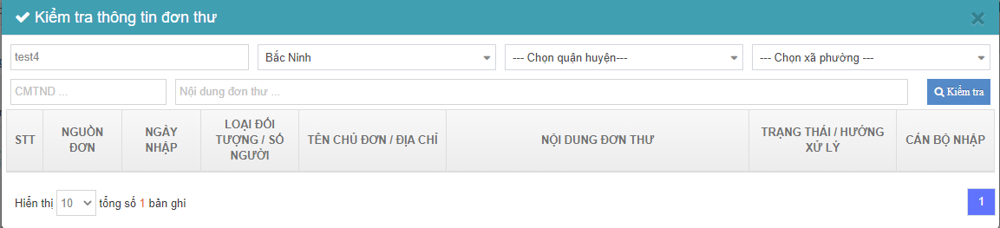 Kiểm tra thông tin đơn thư
test4
Bắc Ninh
--- Chọn quận huyện---
--- Chọn xã phường ---
CMTND ...
Nội dung đơn thư ...
Kiểm tra
STT
NGUỒN
ĐƠN
NGÀY
NHẬP
LOẠI ĐỐI
TƯỢNG / SỐ
NGƯỜI
TÊN CHỦ ĐƠN / ĐỊA CHỈ
NỘI DUNG ĐƠN THƯ
TRẠNG THÁI / HƯỚNG
XỬ LÝ
CÁN BỘ NHẬP
Hiển thị 10 tổng số 1 bản ghi
1